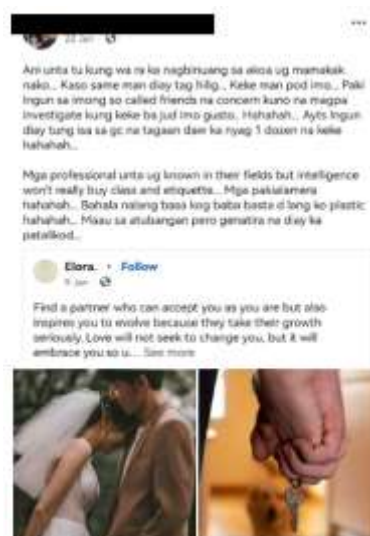 22 Jan
Ani unta tu kung wa ra ka nagbinuang sa akoa ug mamakak
nako... Kaso same man diay tag hilig... Keke man pod imo... Paki
Ingun sa imong so called friends na concern kuno na magpa
investigate kung keke ba jud imo gusto.. Hahahah... Ayts Ingun
diay tung isa sa gc na tagaan daw ka nyag 1 dozen na keke
hahahah...
Mga professional unta ug known in their fields but intelligence
won't really buy class and etiquette... Mga pakialamera
hahahah... Bahala nalang basa kog baba basta d lang ko plastic
hahahah... Maau sa atubangan pero genatira na diay ka
patalikod...
Elora. · Follow
9 Jan
Find a partner who can accept you as you are but also
inspires you to evolve because they take their growth
seriously. Love will not seek to change you, but it will
embrace you so u... See more